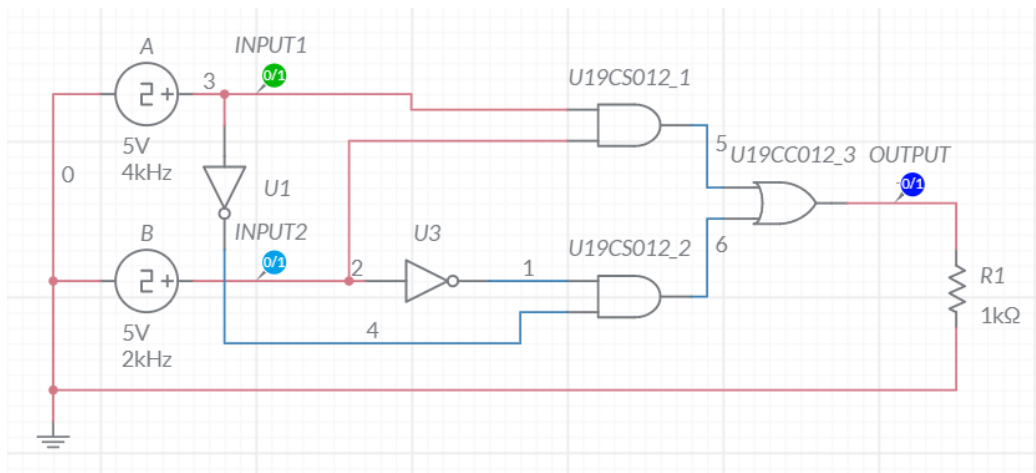 A
INPUT1
3
0/1
U19CS012_1
5V
4kHz
0
U1
5
U19CC012_3
OUTPUT
0/1
B
INPUT2
0/1
2
U3
1
U19CS012_2
6
R1
1kΩ
5V
2kHz
4